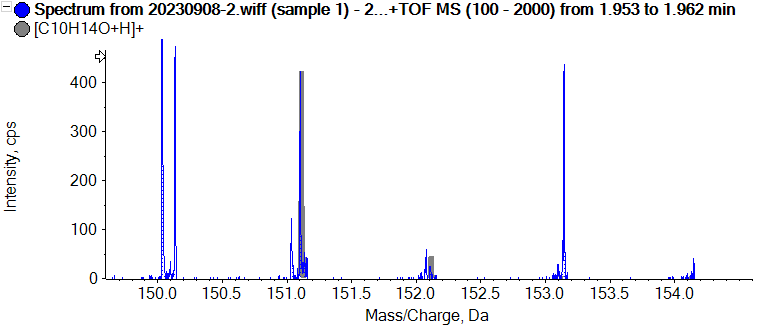 Spectrum from 20230908-2.wiff (sample 1) - 2...+TOF MS (100 - 2000) from 1.953 to 1.962 min
[C10H14O+H]+
400
300
200
100
0
Intensity, cps
150.0 150.5 151.0 151.5 152.0 152.5 153.0 153.5 154.0
Mass/Charge, Da